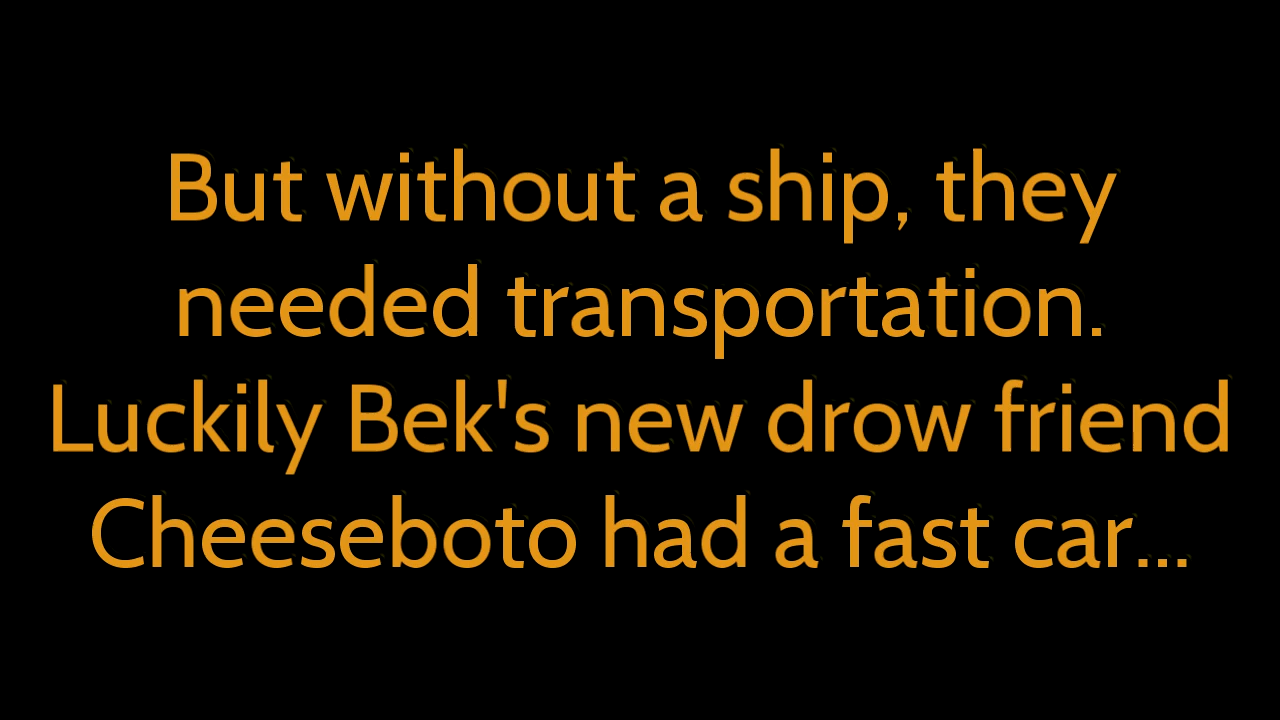 But without a ship, they
needed transportation.
Luckily Bek's new drow friend
Cheeseboto had a fast car...